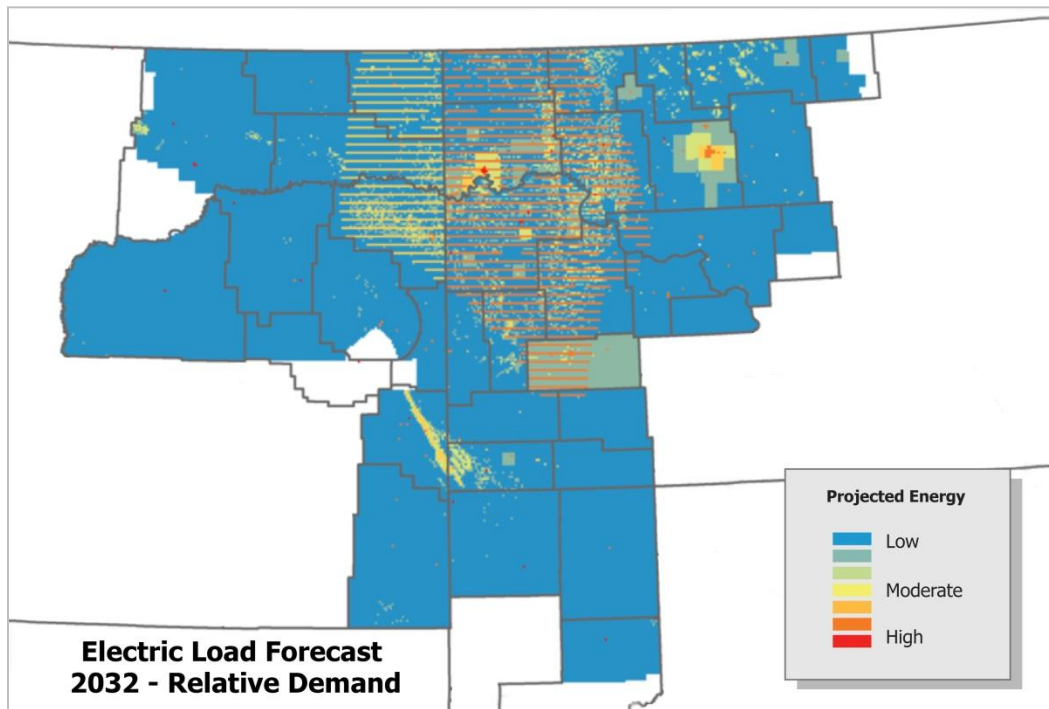 Projected Energy
Low
Moderate
High
Electric Load Forecast
2032 - Relative Demand